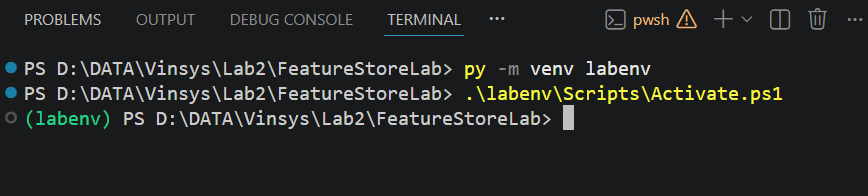 PROBLEMS OUTPUT DEBUG CONSOLE TERMINAL ··· pwsh ···
PS D:\DATA\Vinsys\Lab2\FeatureStoreLab> py -m venv labenv
PS D:\DATA\Vinsys\Lab2\FeatureStoreLab> .\labenv\Scripts\Activate.ps1
(labenv) PS D:\DATA\Vinsys\Lab2\FeatureStoreLab>